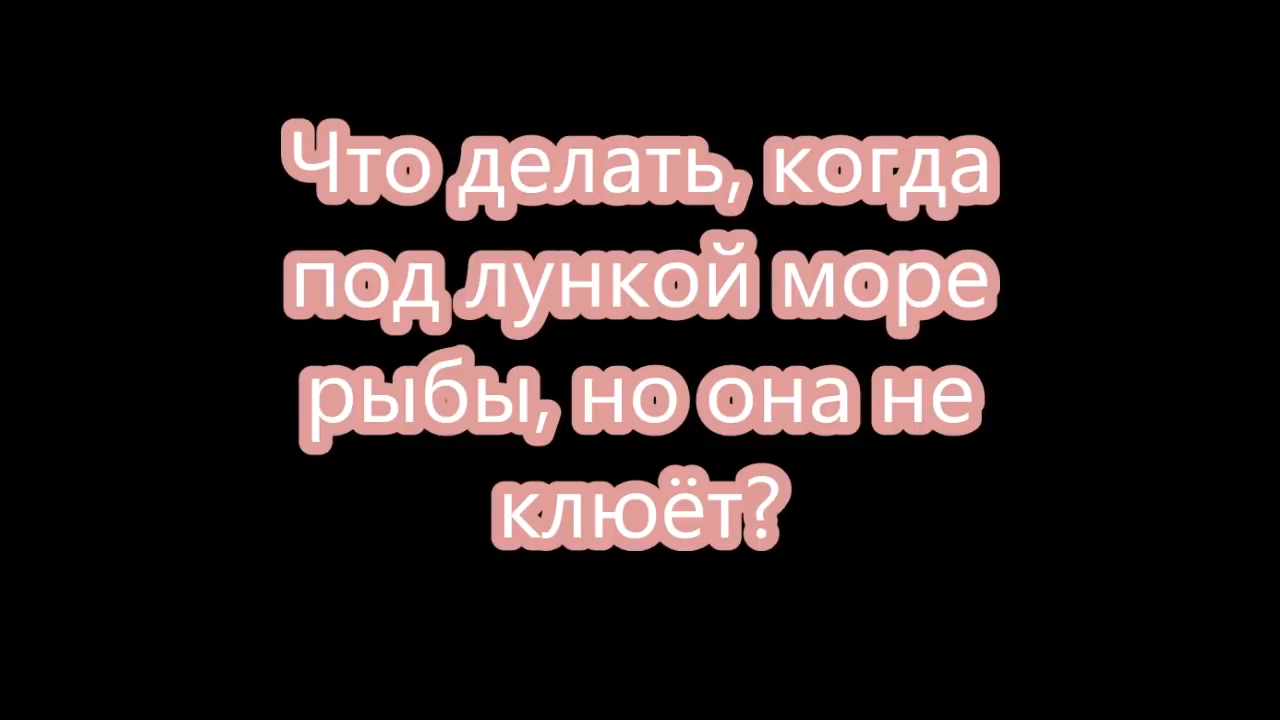 Что делать, когда
под лункой море
рыбы, но она не
клюёт?